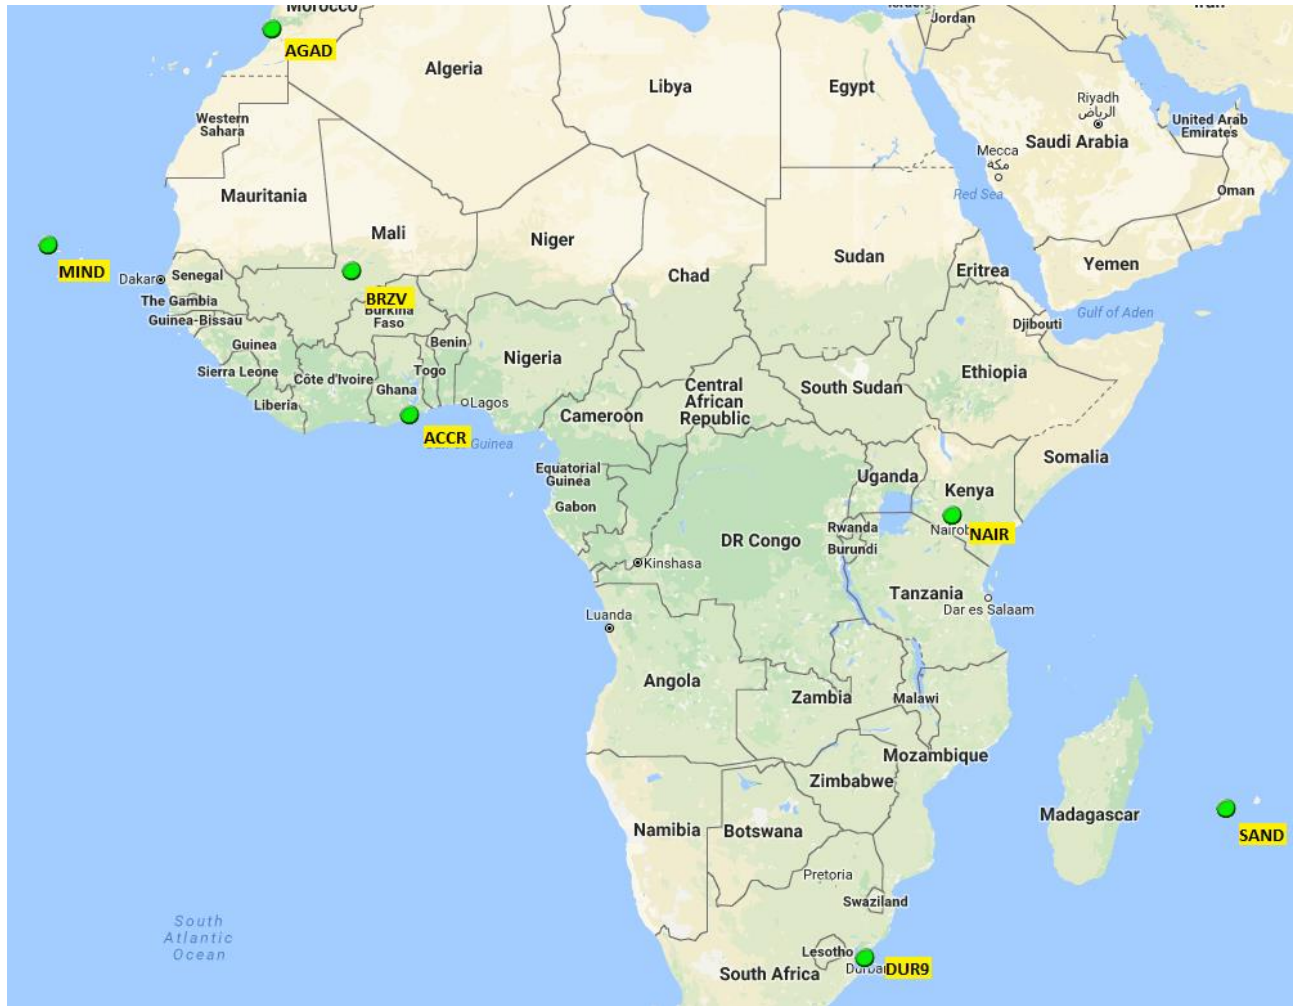 Morocco
Jordan
AGAD
Algeria
Libya
Egypt
Riyadh
الرياض
Saudi Arabia
United Arab
Emirates
Western
Sahara
Mecca
مكة
Mauritania
Red Sea
Oman
Mali
Niger
Chad
Sudan
Eritrea
Yemen
MIND
Dakar
Senegal
BRZV
The Gambia
Burkina
Faso
Guinea-Bissau
Djibouti
Gulf of Aden
Guinea
Benin
Nigeria
Sierra Leone
Côte d'Ivoire
Togo
Ghana
Ethiopia
South Sudan
Central
African
Republic
Liberia
Lagos
Cameroon
ACCR
Guinea
Somalia
Equatorial
Guinea
Uganda
Kenya
Gabon
Rwanda
NAIR
Burundi
DR Congo
Kinshasa
Tanzania
Dar es Salaam
Luanda
Angola
Zambia
Malawi
Mozambique
Zimbabwe
Madagascar
Namibia
Botswana
SAND
Pretoria
Swaziland
South
Atlantic
Ocean
Lesotho
DUR9
South Africa